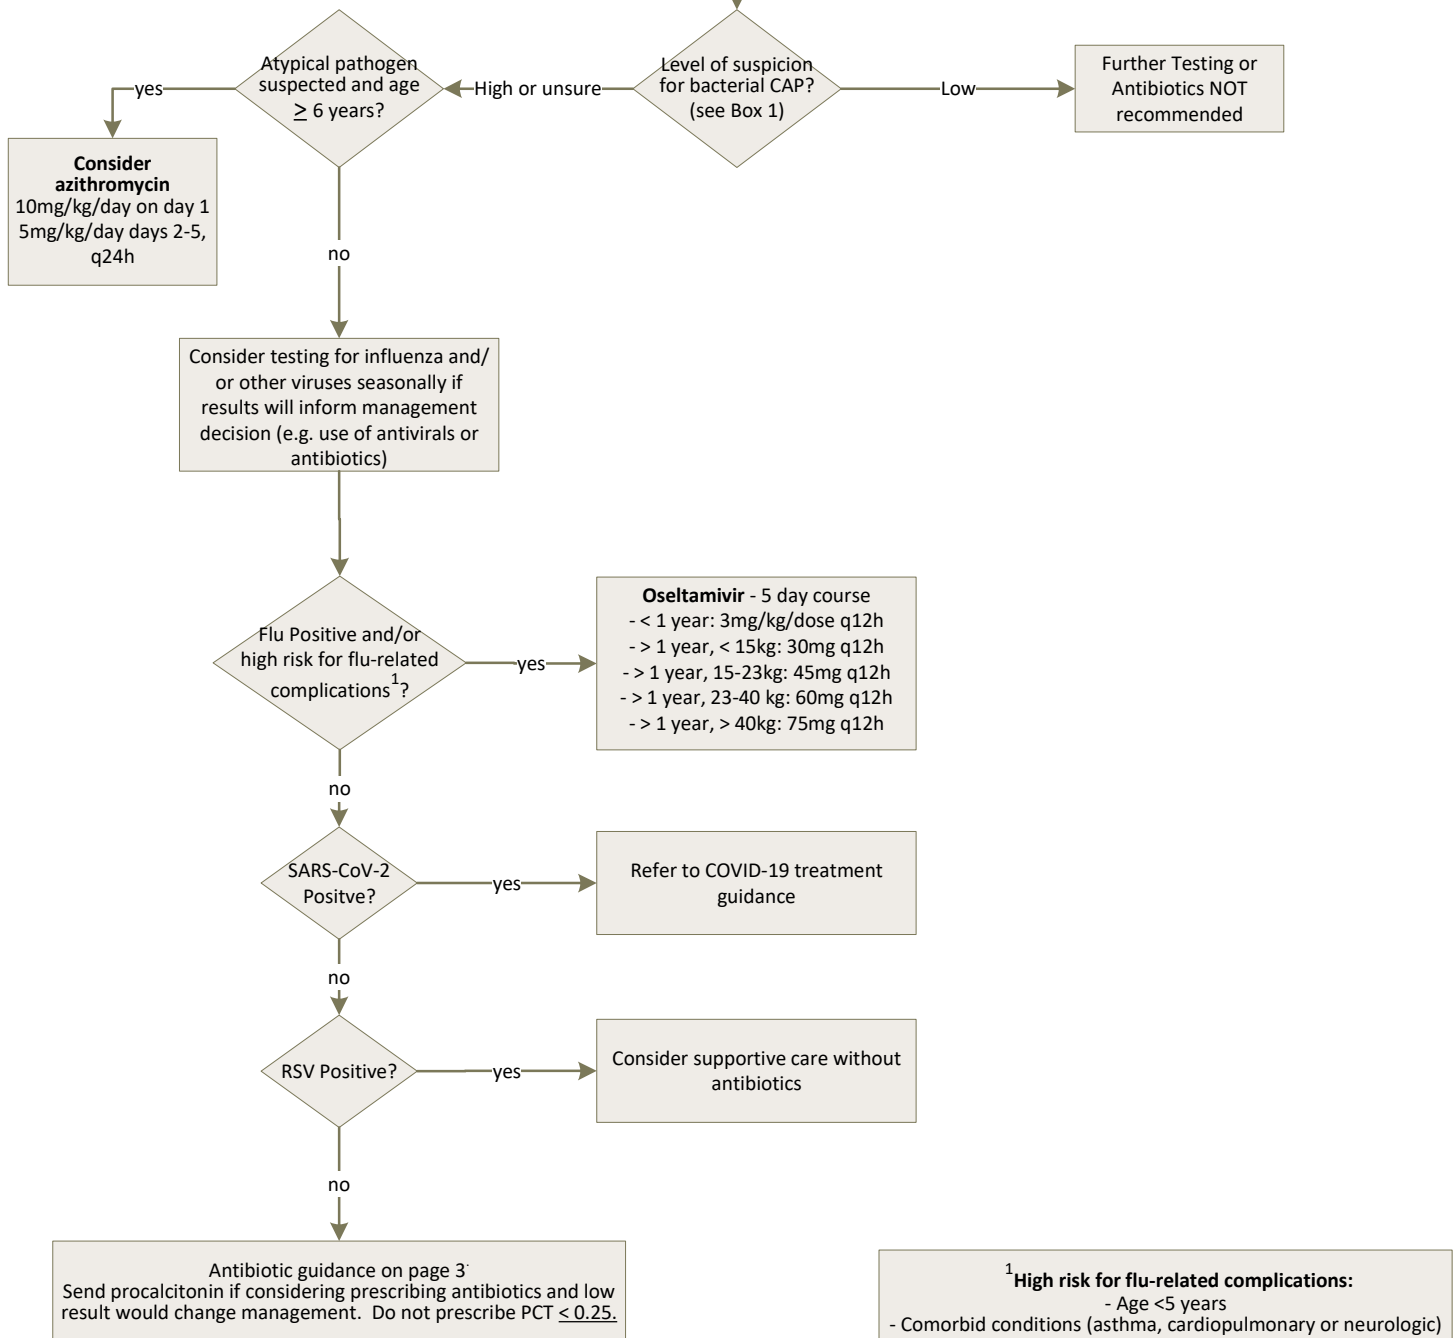 Level of suspicion
for bacterial CAP?
(see Box 1)
Low
Further Testing or
Antibiotics NOT
recommended
High or unsure
Atypical pathogen
suspected and age
≥ 6 years?
yes
Consider
azithromycin
10mg/kg/day on day 1
5mg/kg/day days 2-5,
q24h
no
Consider testing for influenza and/
or other viruses seasonally if
results will inform management
decision (e.g. use of antivirals or
antibiotics)
Flu Positive and/or
high risk for flu-related
complications¹?
yes
Oseltamivir - 5 day course
- < 1 year: 3mg/kg/dose q12h
- > 1 year, < 15kg: 30mg q12h
- > 1 year, 15-23kg: 45mg q12h
- > 1 year, 23-40 kg: 60mg q12h
- > 1 year, > 40kg: 75mg q12h
no
SARS-CoV-2
Positve?
yes
Refer to COVID-19 treatment
guidance
no
RSV Positive?
yes
Consider supportive care without
antibiotics
no
Antibiotic guidance on page 3.
Send procalcitonin if considering prescribing antibiotics and low
result would change management. Do not prescribe PCT ≤ 0.25.
¹High risk for flu-related complications:
- Age <5 years
- Comorbid conditions (asthma, cardiopulmonary or neurologic)